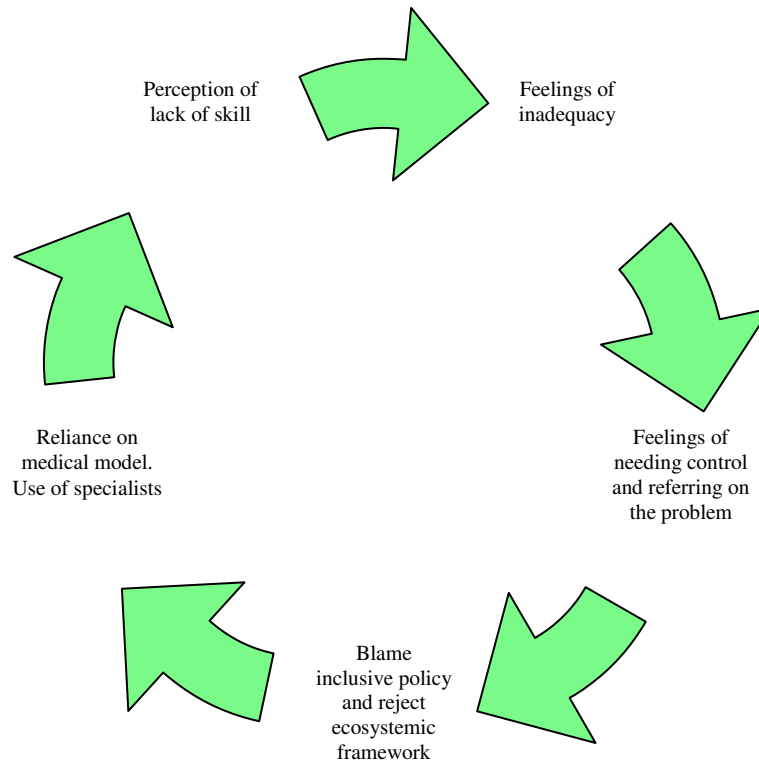 Perception of
lack of skill
Feelings of
inadequacy
Feelings of
needing control
and referring on
the problem
Blame
inclusive policy
and reject
ecosystemic
framework
Reliance on
medical model.
Use of specialists